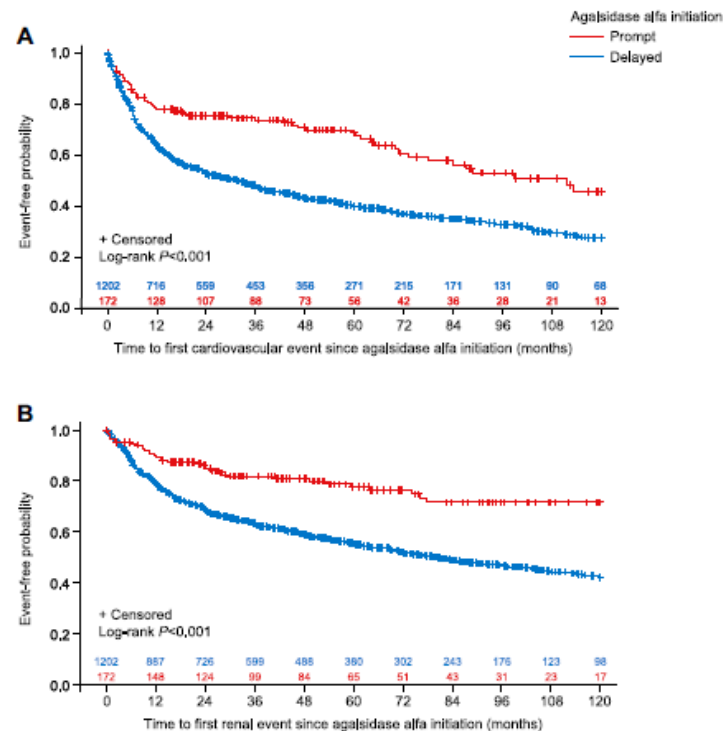 Agalsidase alfa initiation
Prompt
Delayed
A
Event-free probability
1.0
0.8
0.6
0.4
0.2
0.0
+ Censored
Log-rank P<0.001
1202 716 559 453 356 271 215 171 131 90 68
172 128 107 88 73 56 42 36 28 21 13
0 12 24 36 48 60 72 84 96 108 120
Time to first cardiovascular event since agalsidase alfa initiation (months)
B
Event-free probability
1.0
0.8
0.6
0.4
0.2
0.0
+ Censored
Log-rank P<0.001
1202 887 726 599 488 380 302 243 176 123 98
172 148 124 99 84 65 51 43 31 23 17
0 12 24 36 48 60 72 84 96 108 120
Time to first renal event since agalsidase alfa initiation (months)